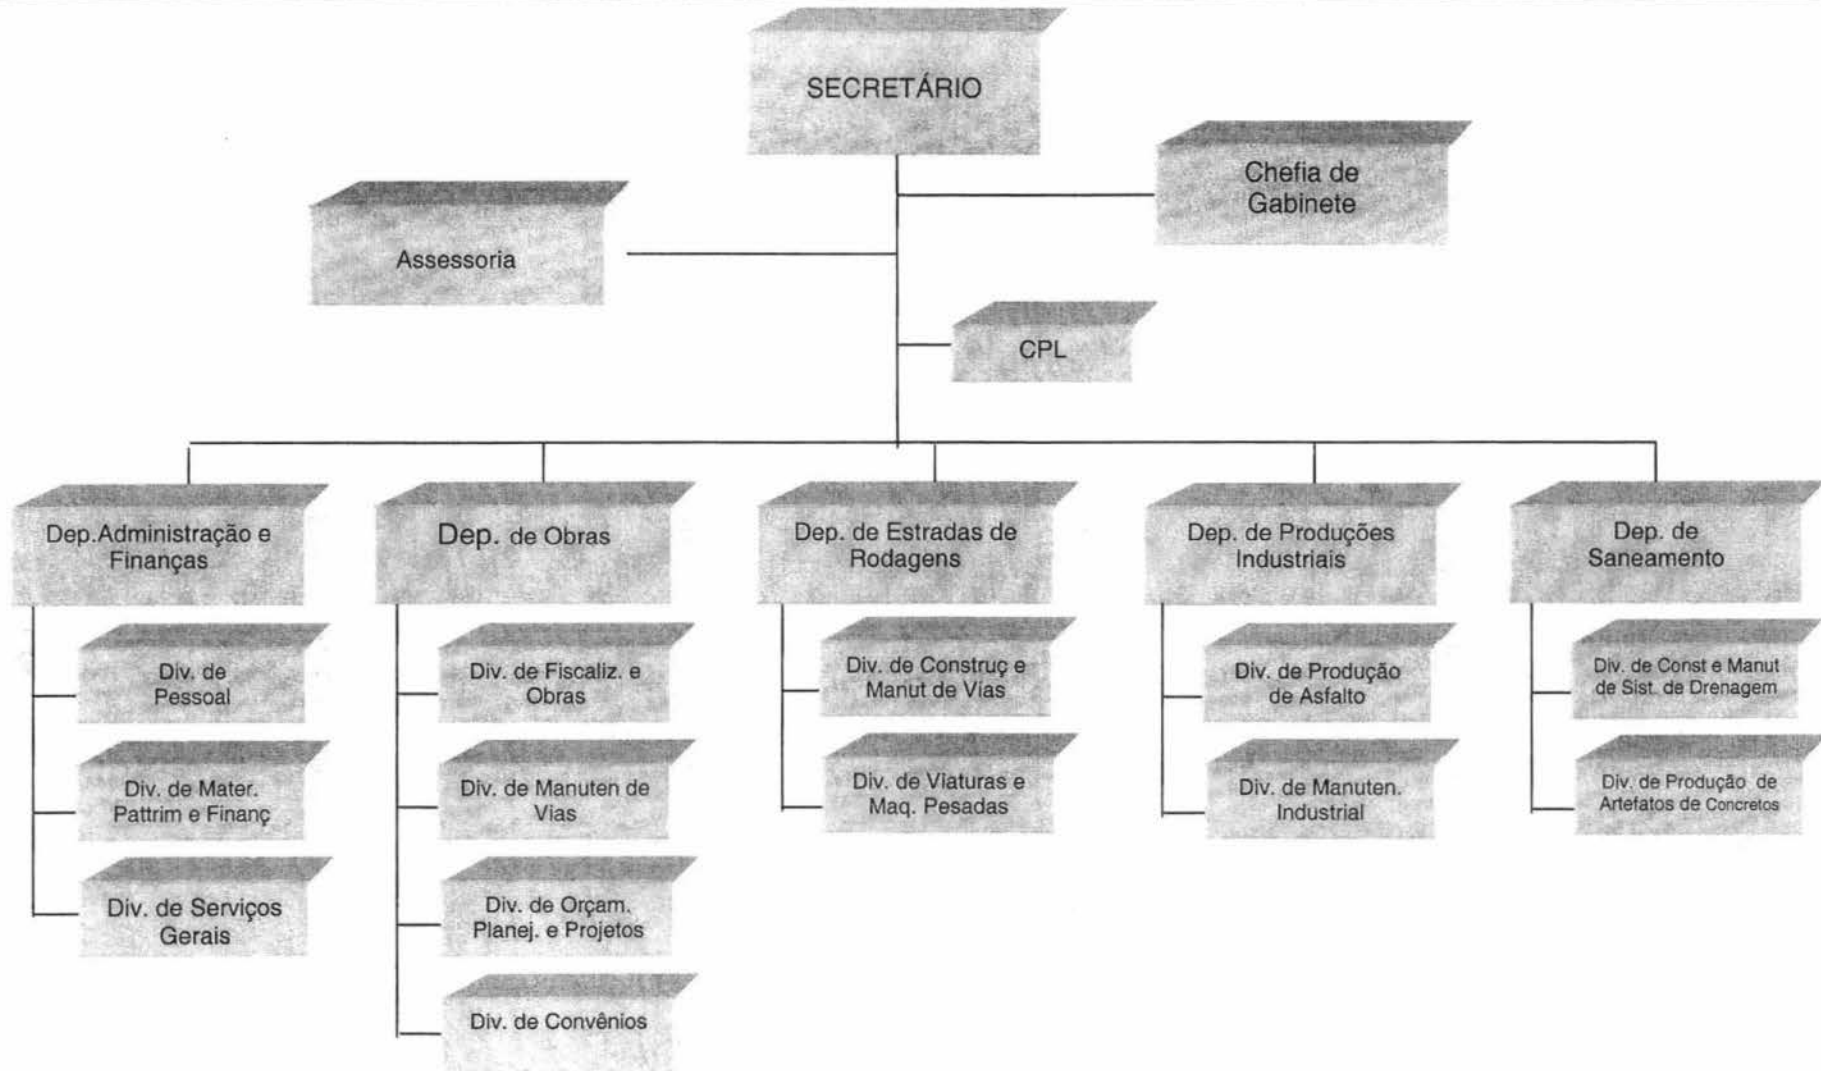 SECRETÁRIO
Chefia de
Gabinete
Assessoria
CPL
Dep.Administração e
Finanças
Dep. de Obras
Dep. de Estradas de
Rodagens
Dep. de Produções
Industriais
Dep. de
Saneamento
Div. de
Pessoal
Div. de Fiscaliz. e
Obras
Div. de Construç e
Manut de Vias
Div. de Produção
de Asfalto
Div. de Const e Manut
de Sist. de Drenagem
Div. de Mater.
Pattrim e Finanç
Div. de Manuten de
Vias
Div. de Viaturas e
Maq. Pesadas
Div. de Manuten.
Industrial
Div. de Produção de
Artefatos de Concretos
Div. de Serviços
Gerais
Div. de Orçam.
Planej. e Projetos
Div. de Convênios